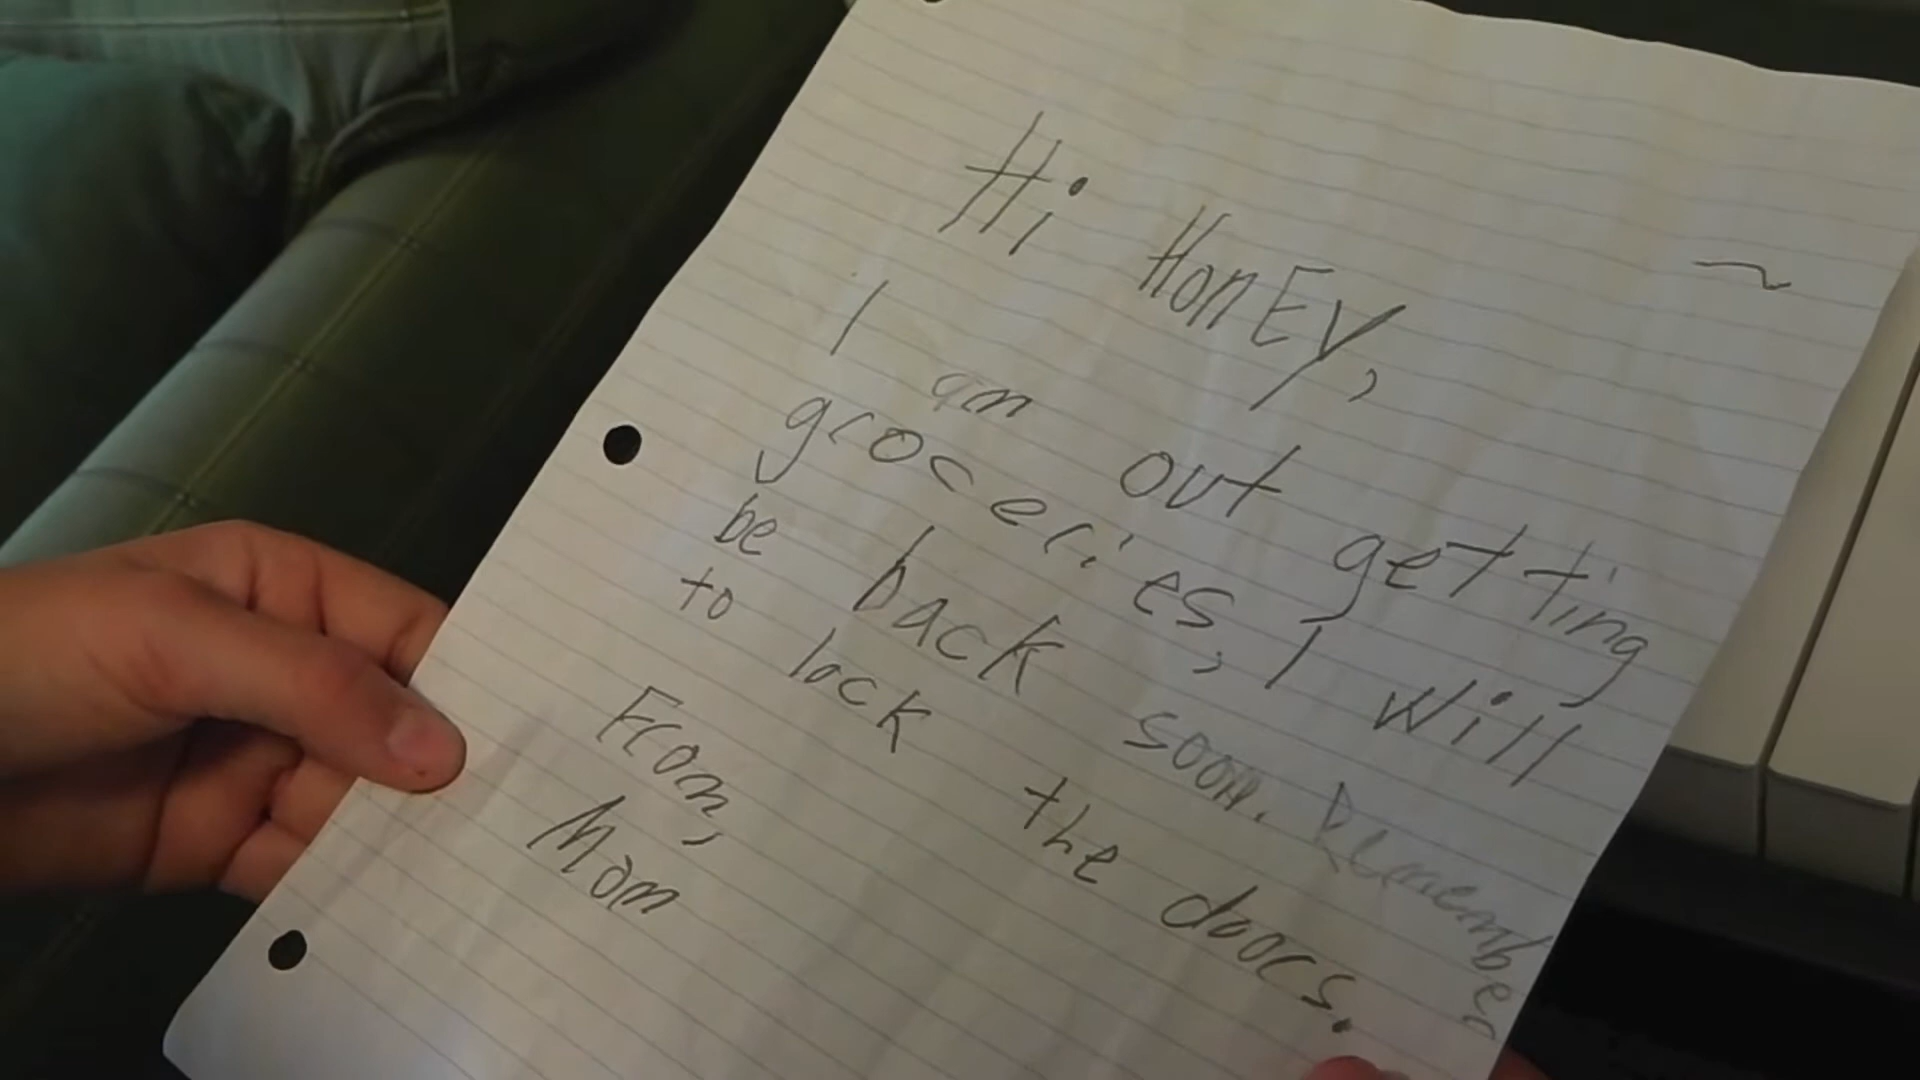 Hi HonEy,
I am out getting
groceries, I will
be back soon. Remember
to lock the doors.
From,
Mom